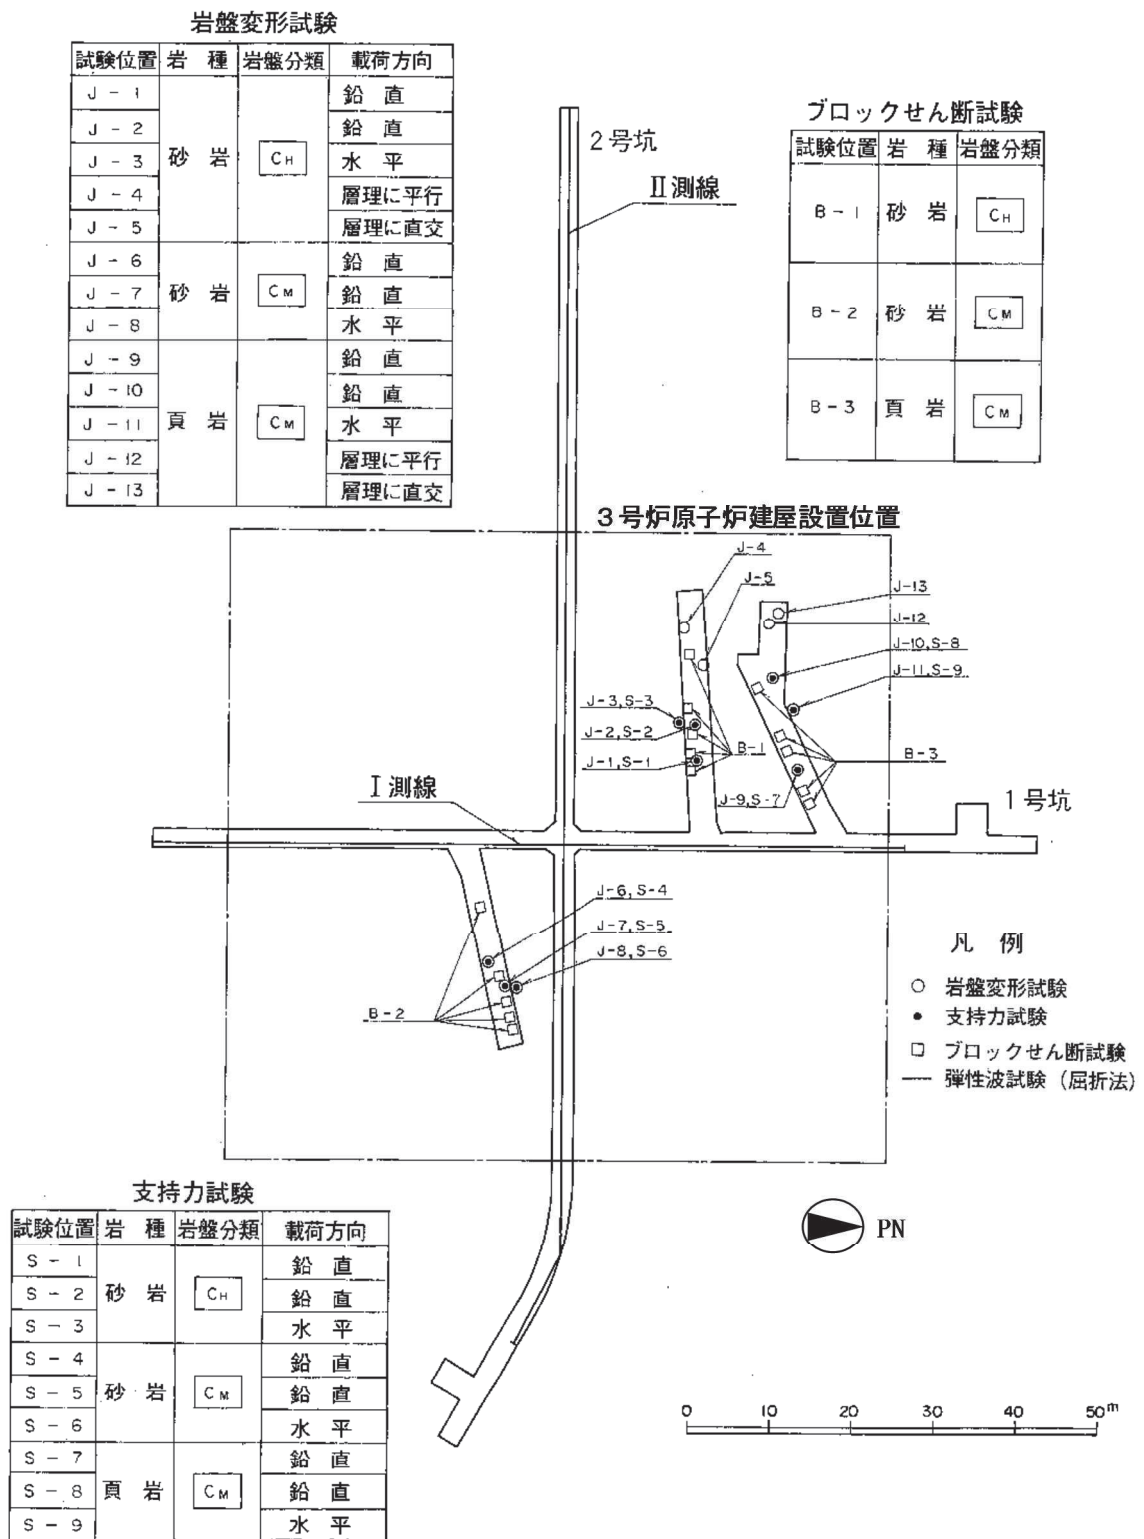 岩盤変形試験
試験位置 岩種 岩盤分類 載荷方向
J-1 砂岩 CH 鉛直
J-2 鉛直
J-3 水平
J-4 層理に平行
J-5 層理に直交
J-6 砂岩 CM 鉛直
J-7 鉛直
J-8 水平
J-9 頁岩 CM 鉛直
J-10 鉛直
J-11 水平
J-12 層理に平行
J-13 層理に直交
2号坑
II測線
ブロックせん断試験
試験位置 岩種 岩盤分類
B-1 砂岩 CH
B-2 砂岩 CM
B-3 頁岩 CM
3号炉原子炉建屋設置位置
J-4
J-5
J-13
J-12
J-10,S-8
J-11,S-9
J-3,S-3
J-2,S-2
J-1,S-1
B-1
B-3
J-9,S-7
I測線
1号坑
J-6,S-4
J-7,S-5
J-8,S-6
B-2
凡例
岩盤変形試験
支持力試験
ブロックせん断試験
弾性波試験(屈折法)
支持力試験
試験位置 岩種 岩盤分類 載荷方向
S-1 砂岩 CH 鉛直
S-2 鉛直
S-3 水平
S-4 砂岩 CM 鉛直
S-5 鉛直
S-6 水平
S-7 頁岩 CM 鉛直
S-8 鉛直
S-9 水平
PN
0 10 20 30 40 50m